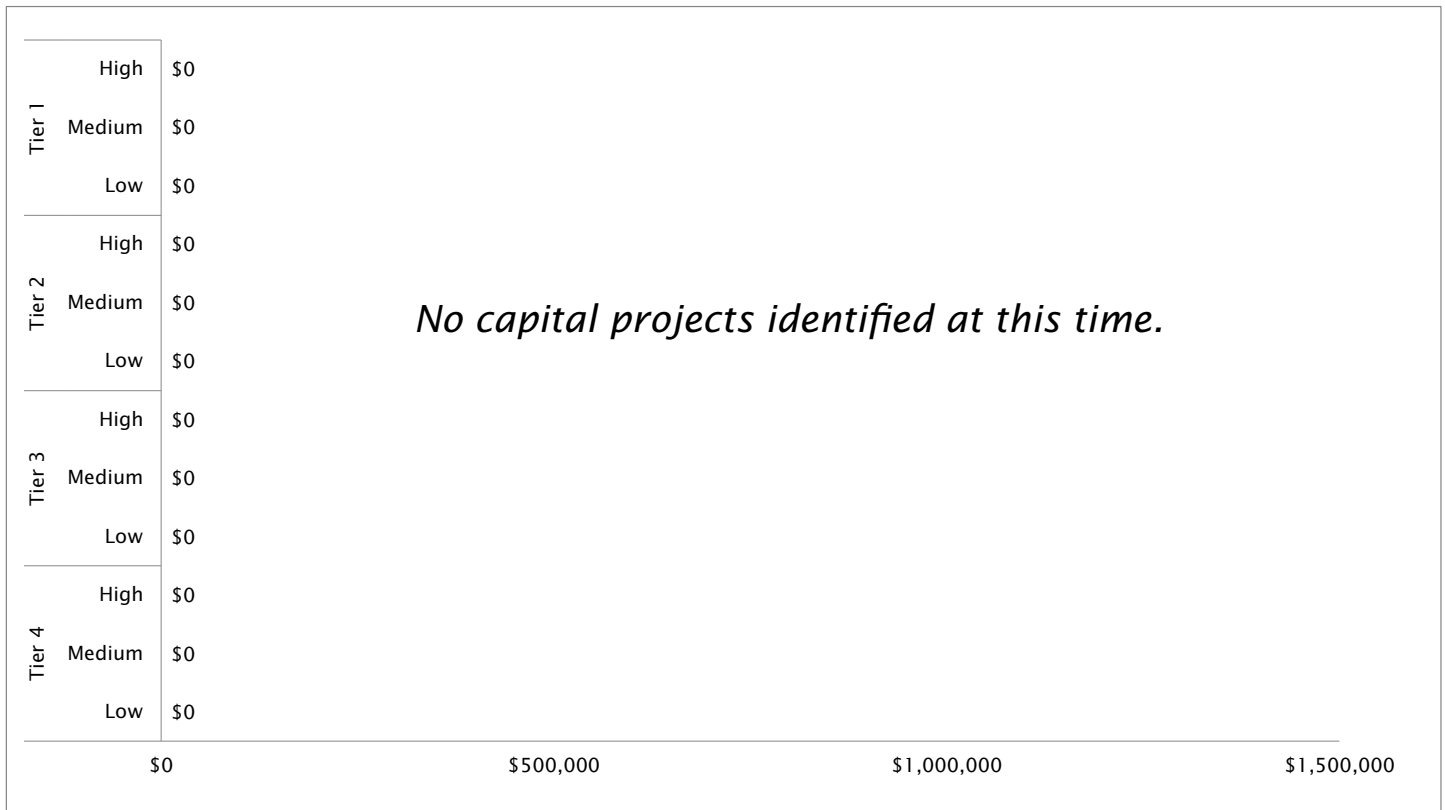 Tier 1
High $0
Medium $0
Low $0
Tier 2
High $0
Medium $0
Low $0
No capital projects identified at this time.
Tier 3
High $0
Medium $0
Low $0
Tier 4
High $0
Medium $0
Low $0
$0 $500,000 $1,000,000 $1,500,000